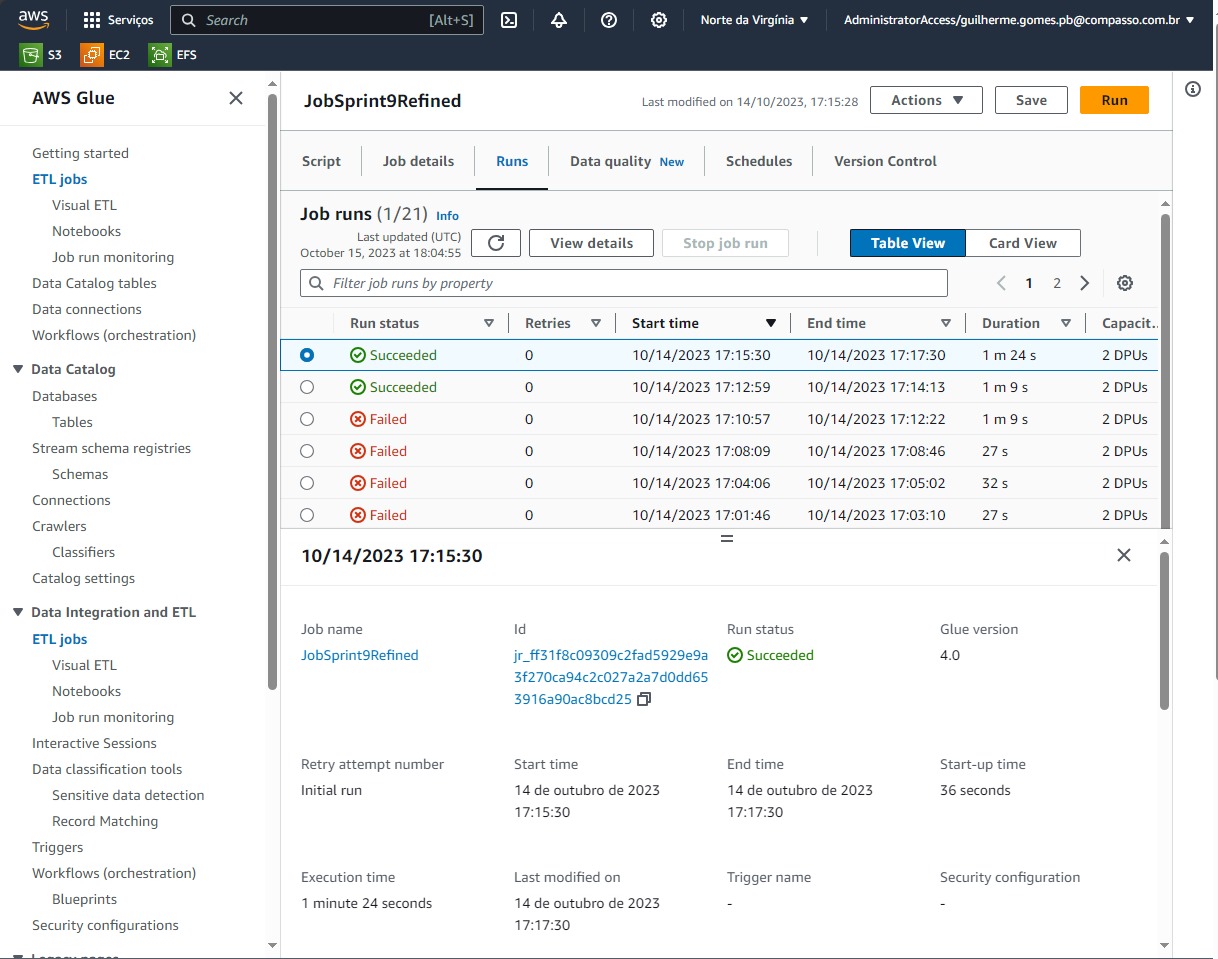 aws
Serviços
Search
[Alt+S]
Norte da Virgínia
AdministratorAccess/guilherme.gomes.pb@compasso.com.br
S3
EC2
EFS
AWS Glue
Getting started
ETL jobs
Visual ETL
Notebooks
Job run monitoring
Data Catalog tables
Data connections
Workflows (orchestration)
Data Catalog
Databases
Tables
Stream schema registries
Schemas
Connections
Crawlers
Classifiers
Catalog settings
Data Integration and ETL
ETL jobs
Visual ETL
Notebooks
Job run monitoring
Interactive Sessions
Data classification tools
Sensitive data detection
Record Matching
Triggers
Workflows (orchestration)
Blueprints
Security configurations
Legacy pages
JobSprint9Refined
Last modified on 14/10/2023, 17:15:28
Actions
Save
Run
Script
Job details
Runs
Data quality New
Schedules
Version Control
Job runs (1/21) Info
Last updated (UTC)
October 15, 2023 at 18:04:55
View details
Stop job run
Table View
Card View
Filter job runs by property
1 2
Run status Retries Start time End time Duration Capacit...
Succeeded 0 10/14/2023 17:15:30 10/14/2023 17:17:30 1 m 24 s 2 DPUs
Succeeded 0 10/14/2023 17:12:59 10/14/2023 17:14:13 1 m 9 s 2 DPUs
Failed 0 10/14/2023 17:10:57 10/14/2023 17:12:22 1 m 9 s 2 DPUs
Failed 0 10/14/2023 17:08:09 10/14/2023 17:08:46 27 s 2 DPUs
Failed 0 10/14/2023 17:04:06 10/14/2023 17:05:02 32 s 2 DPUs
Failed 0 10/14/2023 17:01:46 10/14/2023 17:03:10 27 s 2 DPUs
10/14/2023 17:15:30
Job name
JobSprint9Refined
Id
jr_ff31f8c09309c2fad5929e9a
3f270ca94c2c027a2a7d0dd65
3916a90ac8bcd25
Run status
Succeeded
Glue version
4.0
Retry attempt number
Initial run
Start time
14 de outubro de 2023
17:15:30
End time
14 de outubro de 2023
17:17:30
Start-up time
36 seconds
Execution time
1 minute 24 seconds
Last modified on
14 de outubro de 2023
17:17:30
Trigger name
-
Security configuration
-